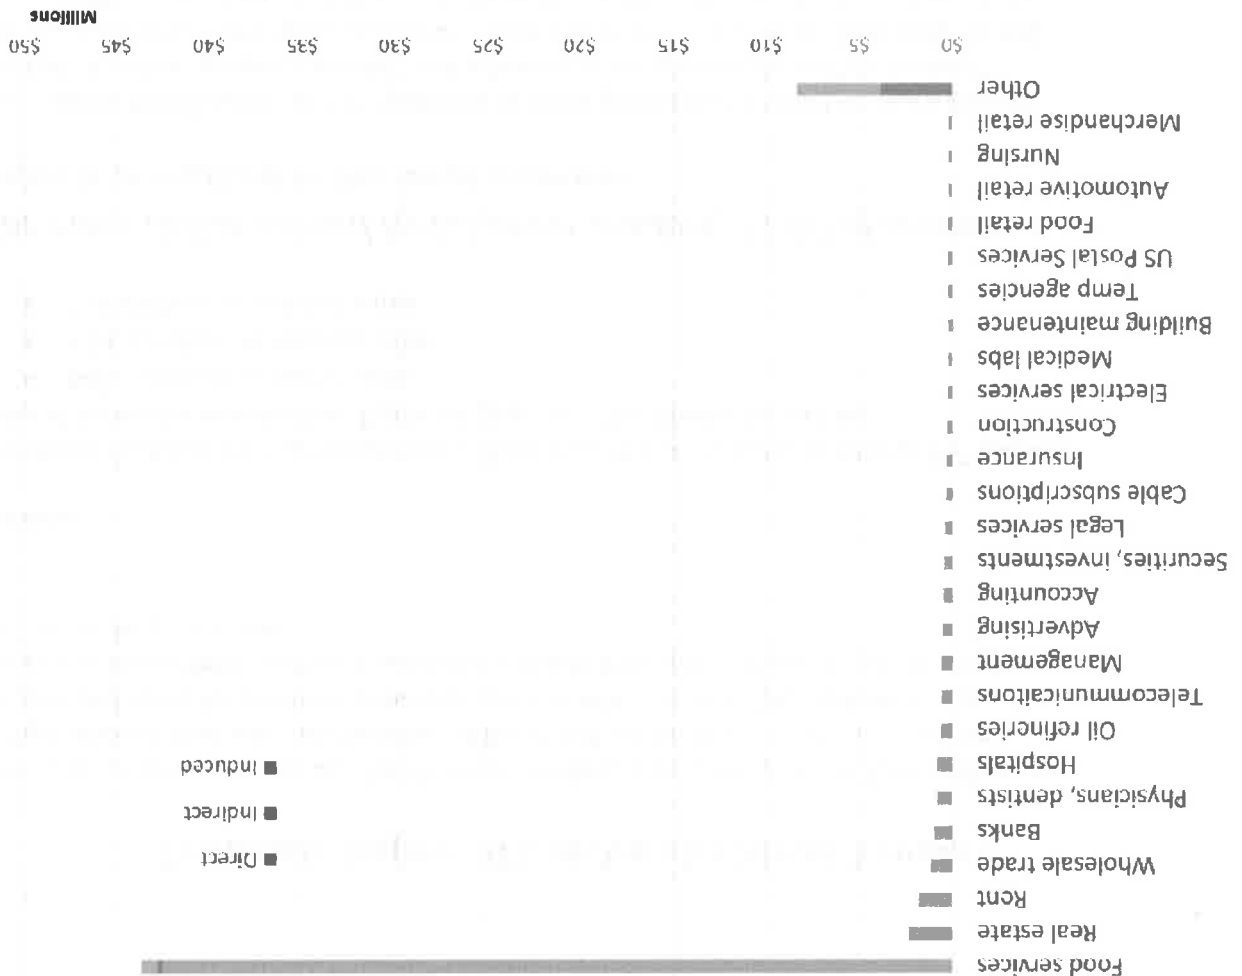 Millions
$0 $5 $10 $15 $20 $25 $30 $35 $40 $45 $50
Other
Merchandise retail
Nursing
Automotive retail
Food retail
US Postal Services
Temp agencies
Building maintenance
Medical labs
Electrical services
Construction
Insurance
Cable subscriptions
Legal services
Securities, investments
Accounting
Advertising
Management
Telecommunicaitons
Oil refineries
Hospitals
Physicians, dentists
Banks
Wholesale trade
Rent
Real estate
Food services
Induced
Indirect
Direct